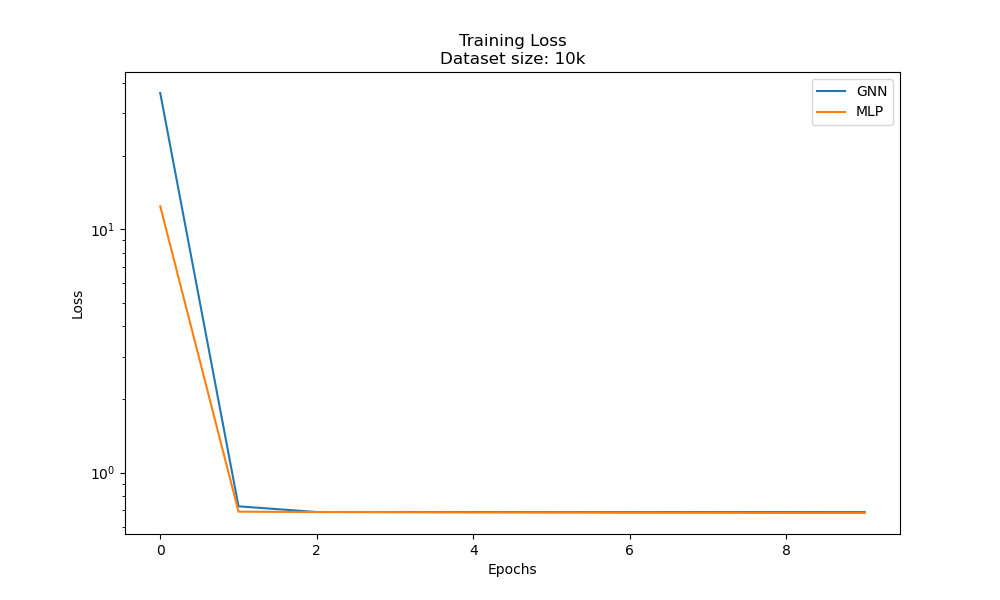 Training Loss
Dataset size: 10k
GNN
MLP
10¹
10⁰
Loss
0 2 4 6 8
Epochs